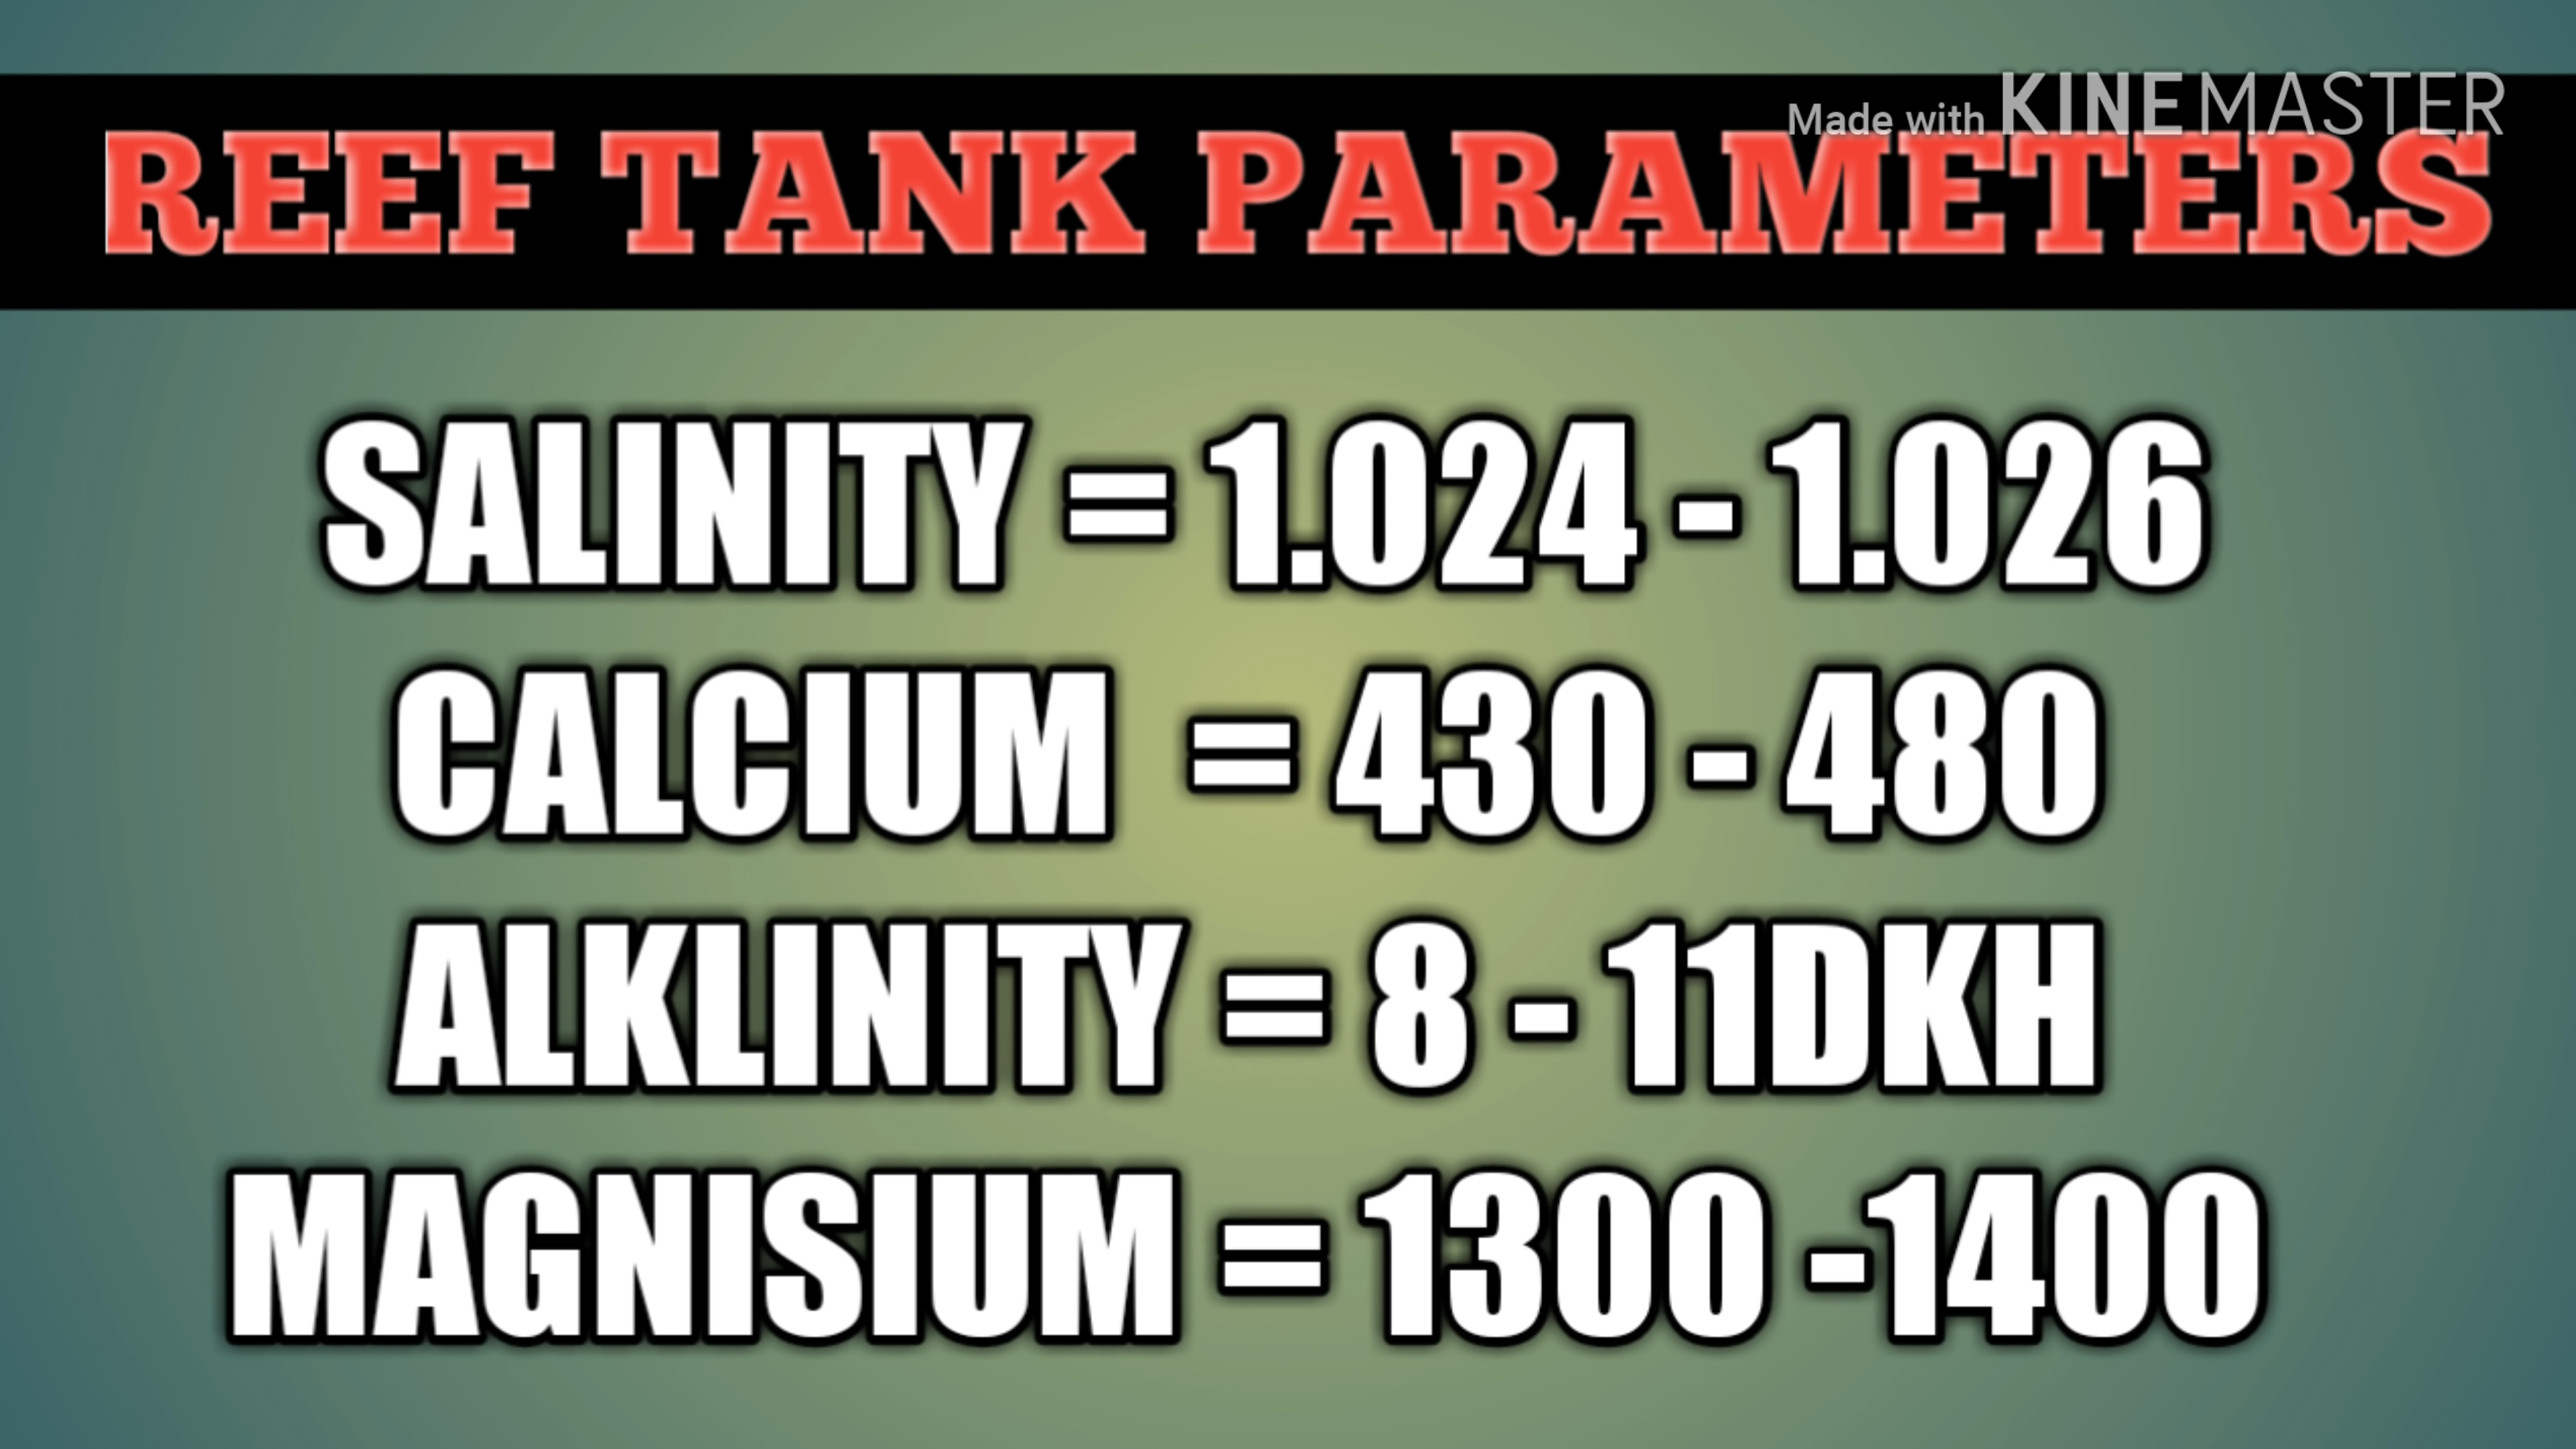 Made with KINEMASTER
REEF TANK PARAMETERS
SALINITY = 1.024 - 1.026
CALCIUM = 430 - 480
ALKLINITY = 8 - 11DKH
MAGNISIUM = 1300 -1400